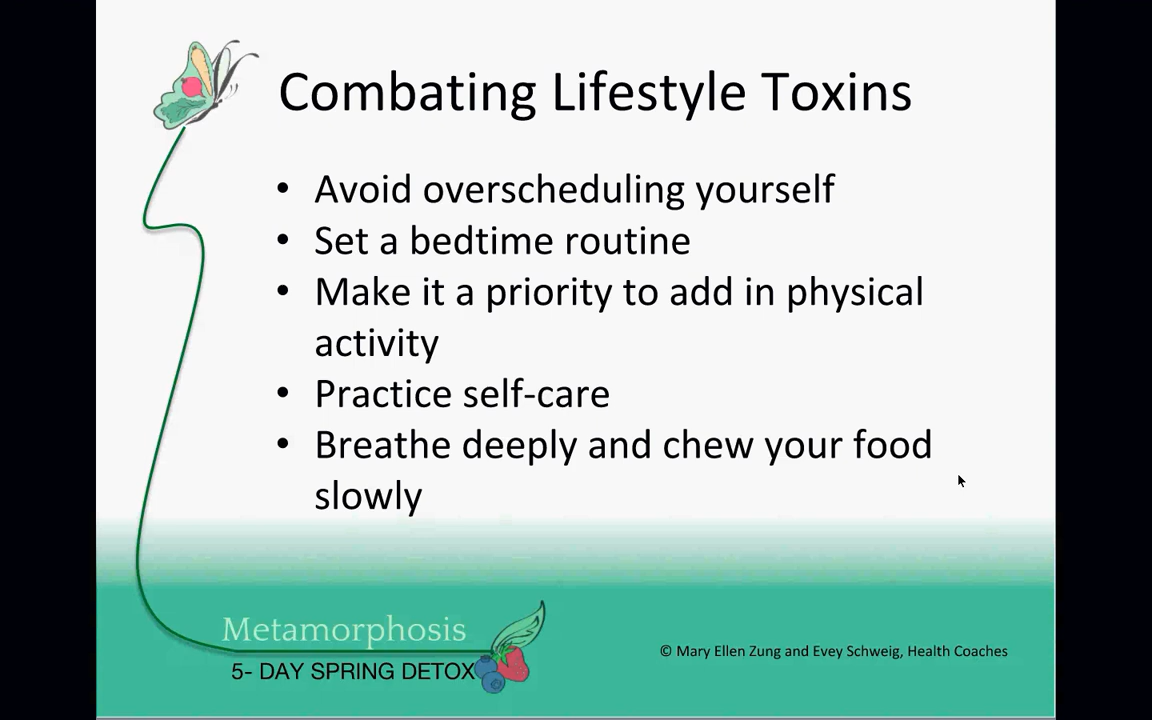 Combating Lifestyle Toxins
• Avoid overscheduling yourself
• Set a bedtime routine
• Make it a priority to add in physical
activity
• Practice self-care
• Breathe deeply and chew your food
slowly
Metamorphosis
5- DAY SPRING DETOX
© Mary Ellen Zung and Evey Schweig, Health Coaches